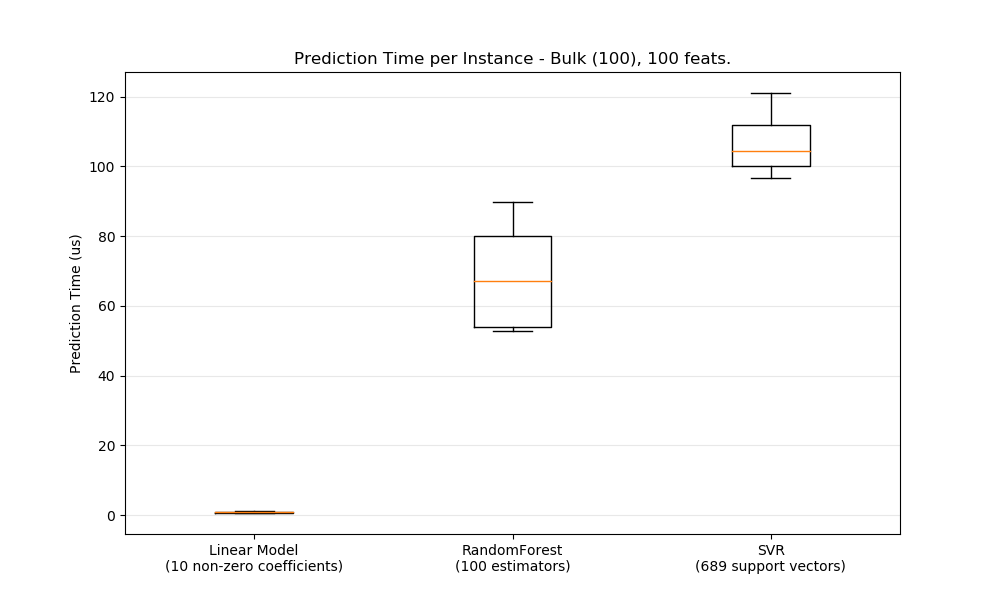 Prediction Time per Instance - Bulk (100), 100 feats.
120
100
80
60
40
20
0
Prediction Time (us)
Linear Model
(10 non-zero coefficients)
RandomForest
(100 estimators)
SVR
(689 support vectors)